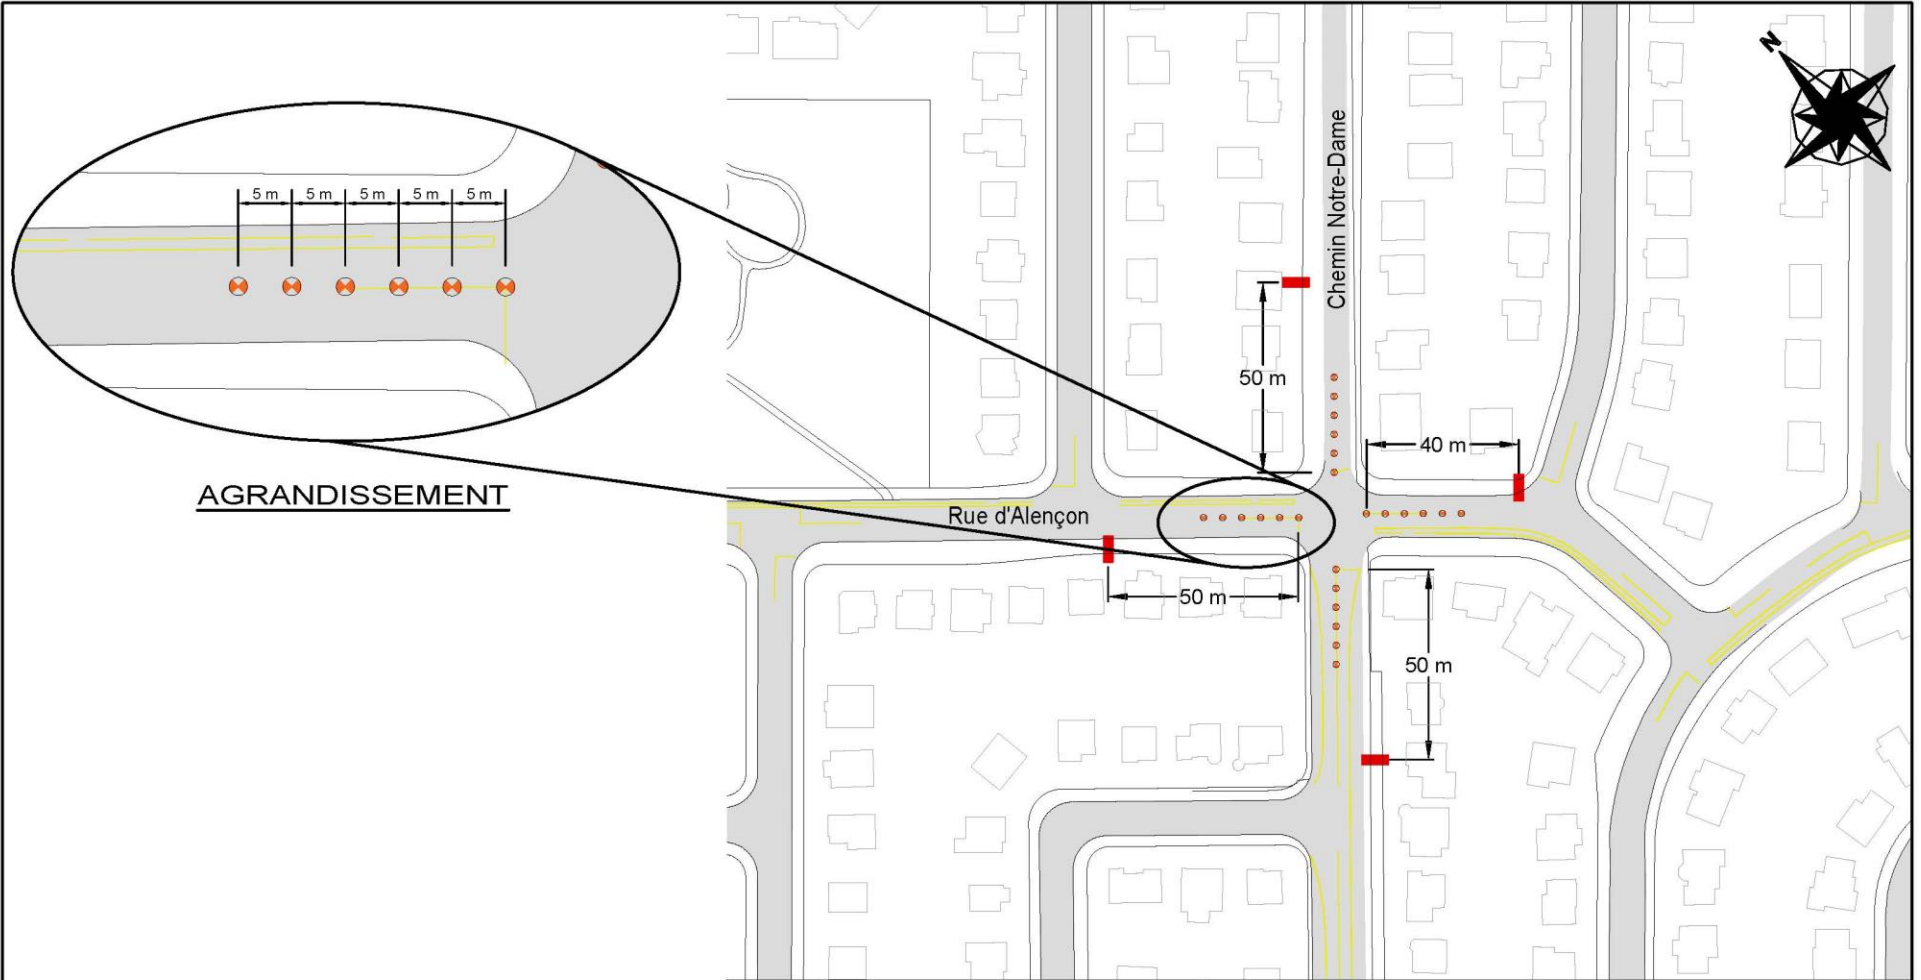 N
5 m 5 m 5 m 5 m 5 m
AGRANDISSEMENT
Chemin Notre-Dame
50 m
40 m
Rue d'Alençon
50 m
50 m